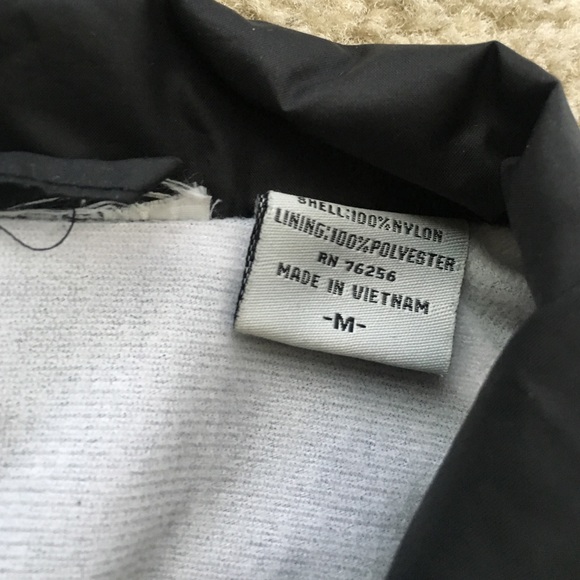 SHELL:100%NYLON
LINING:100%POLYESTER
RN 76256
MADE IN VIETNAM
-M-